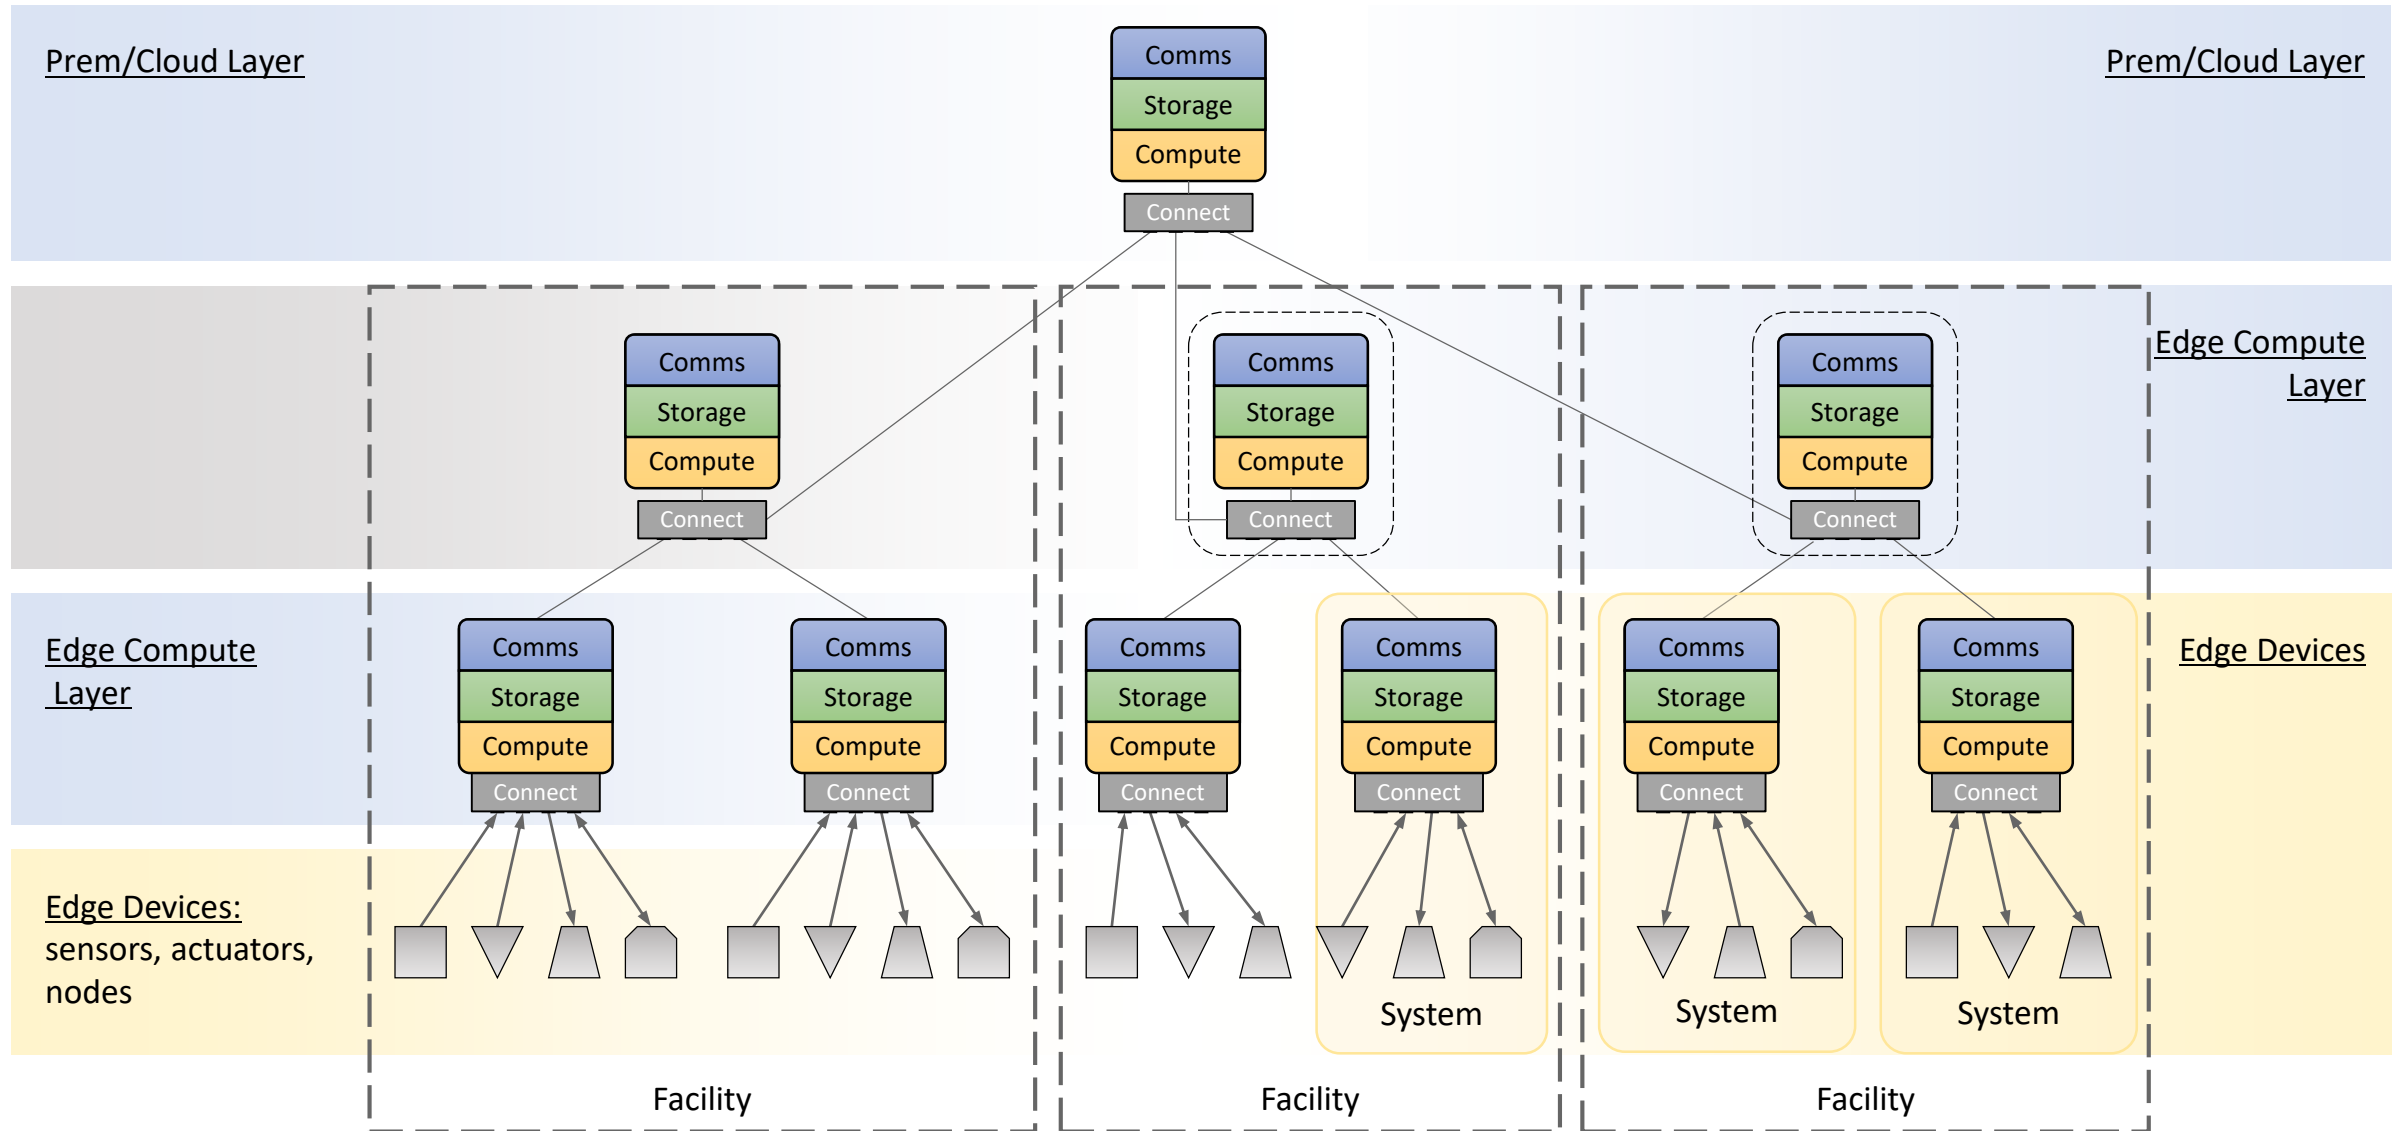 Prem/Cloud Layer
Comms
Storage
Compute
Connect
Prem/Cloud Layer
Comms
Storage
Compute
Connect
Comms
Storage
Compute
Connect
Comms
Storage
Compute
Connect
Edge Compute
Layer
Edge Compute
Layer
Comms
Storage
Compute
Connect
Comms
Storage
Compute
Connect
Comms
Storage
Compute
Connect
Comms
Storage
Compute
Connect
Comms
Storage
Compute
Connect
Comms
Storage
Compute
Connect
Edge Devices
Edge Devices:
sensors, actuators,
nodes
System
System
System
Facility
Facility
Facility